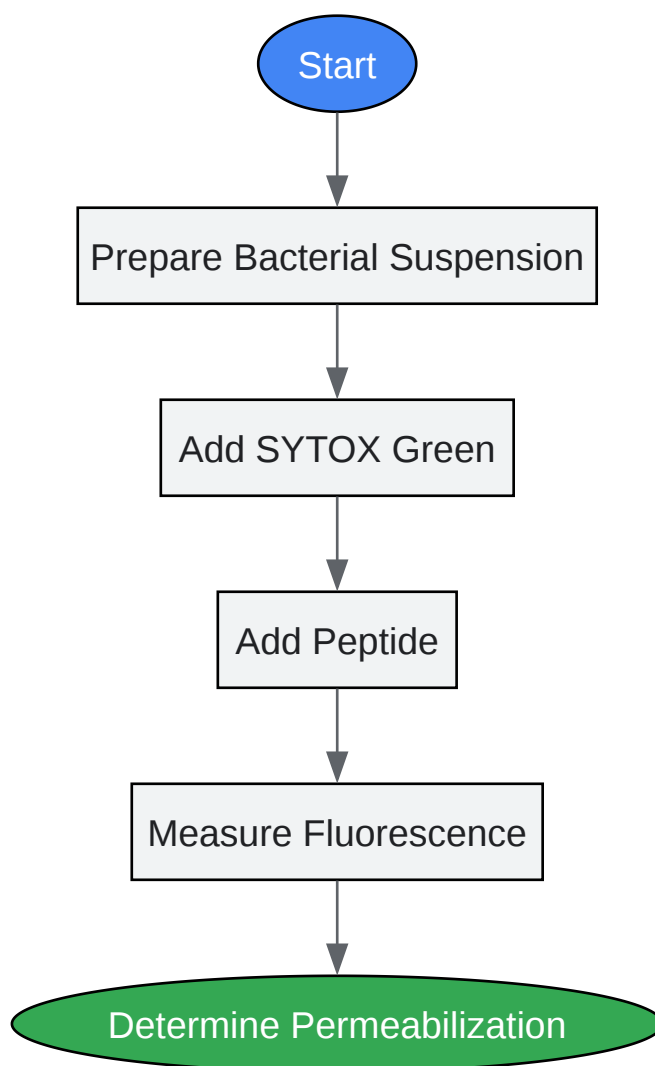 Start
Prepare Bacterial Suspension
Add SYTOX Green
Add Peptide
Measure Fluorescence
Determine Permeabilization